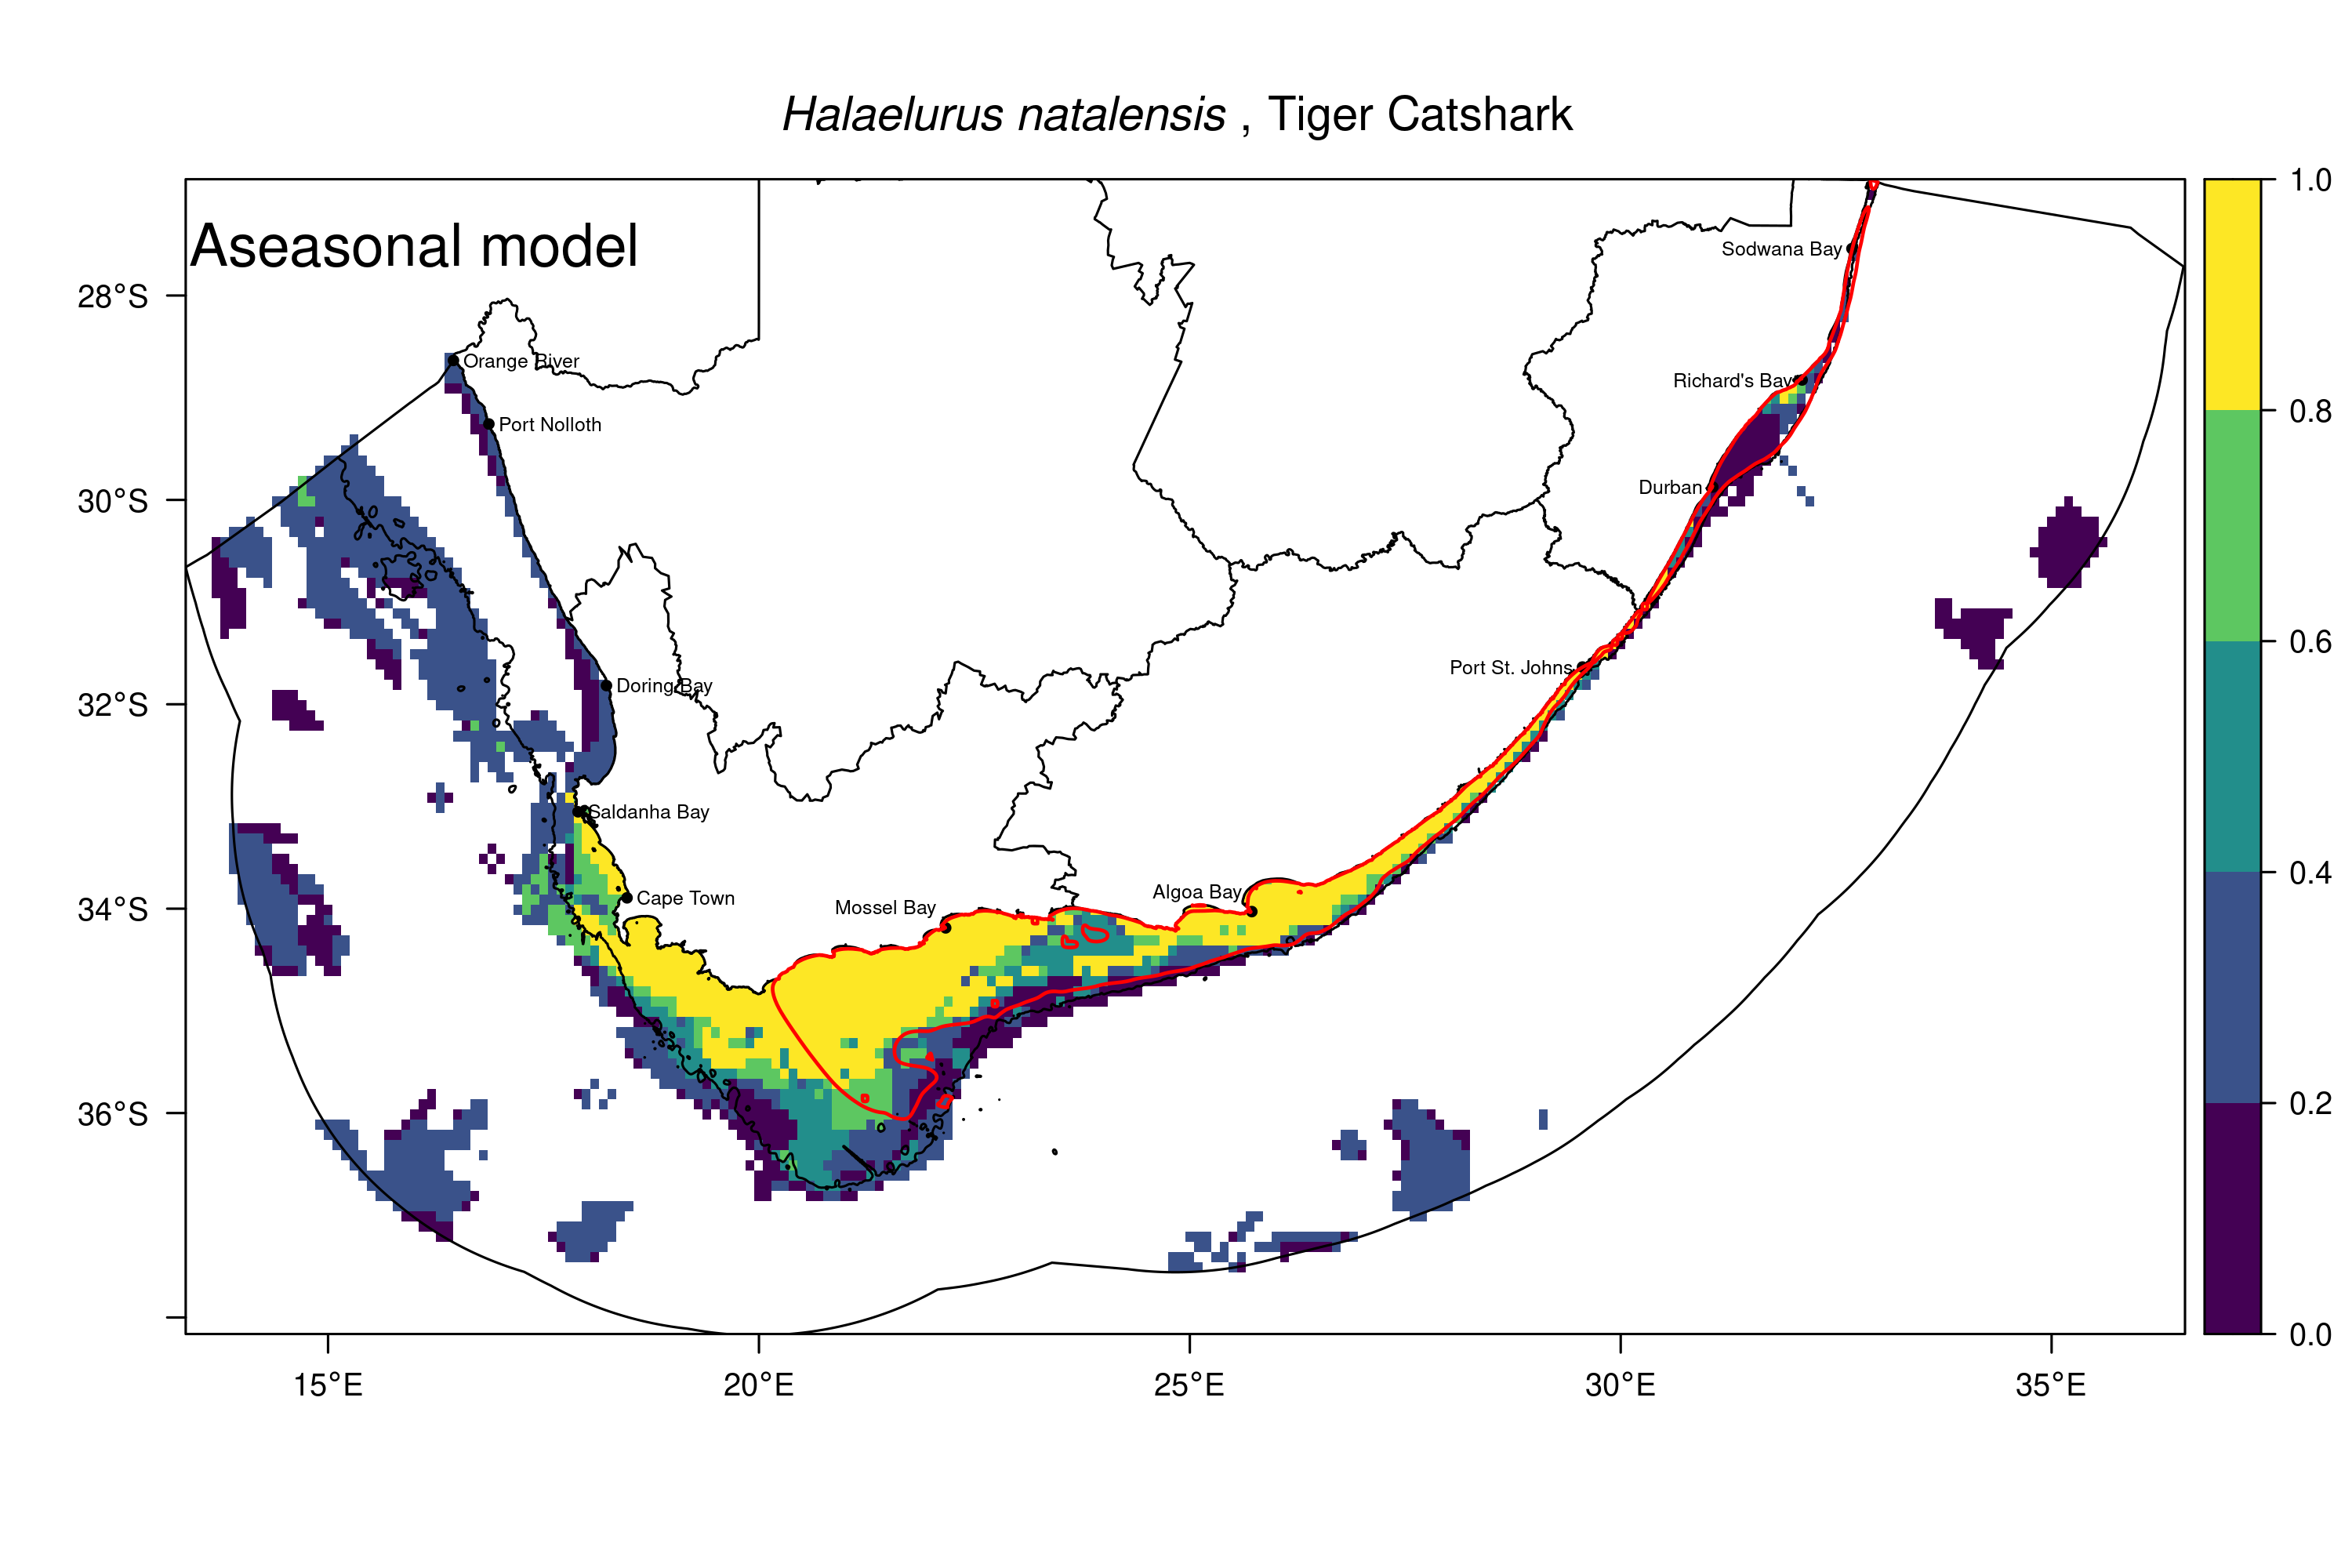 Halaelurus natalensis , Tiger Catshark
Aseasonal model
Sodwana Bay
Orange River
Richard's Bay
Port Nolloth
Durban
Port St. Johns
Doring Bay
Saldanha Bay
Algoa Bay
Cape Town
Mossel Bay
28°S
30°S
32°S
34°S
36°S
15°E
20°E
25°E
30°E
35°E
1.0
0.8
0.6
0.4
0.2
0.0